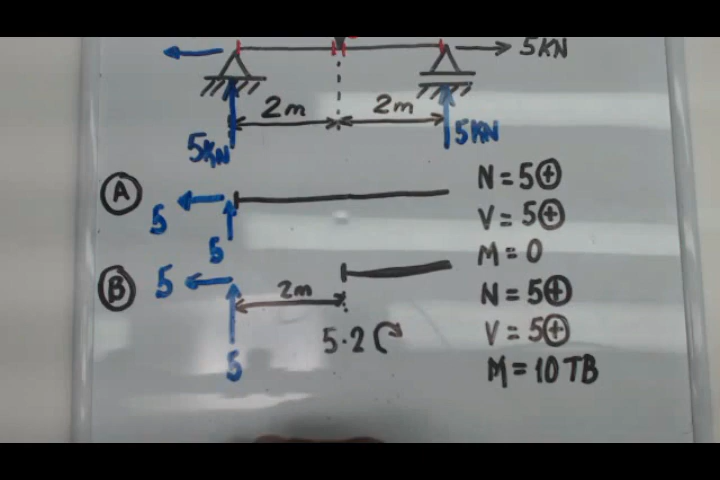 5KN
2m 2m
5KN 5KN
A
5
5
N = 5⊕
V = 5⊕
M = 0
B
5
2m
5
5·2
N = 5⊕
V = 5⊕
M = 10 TB